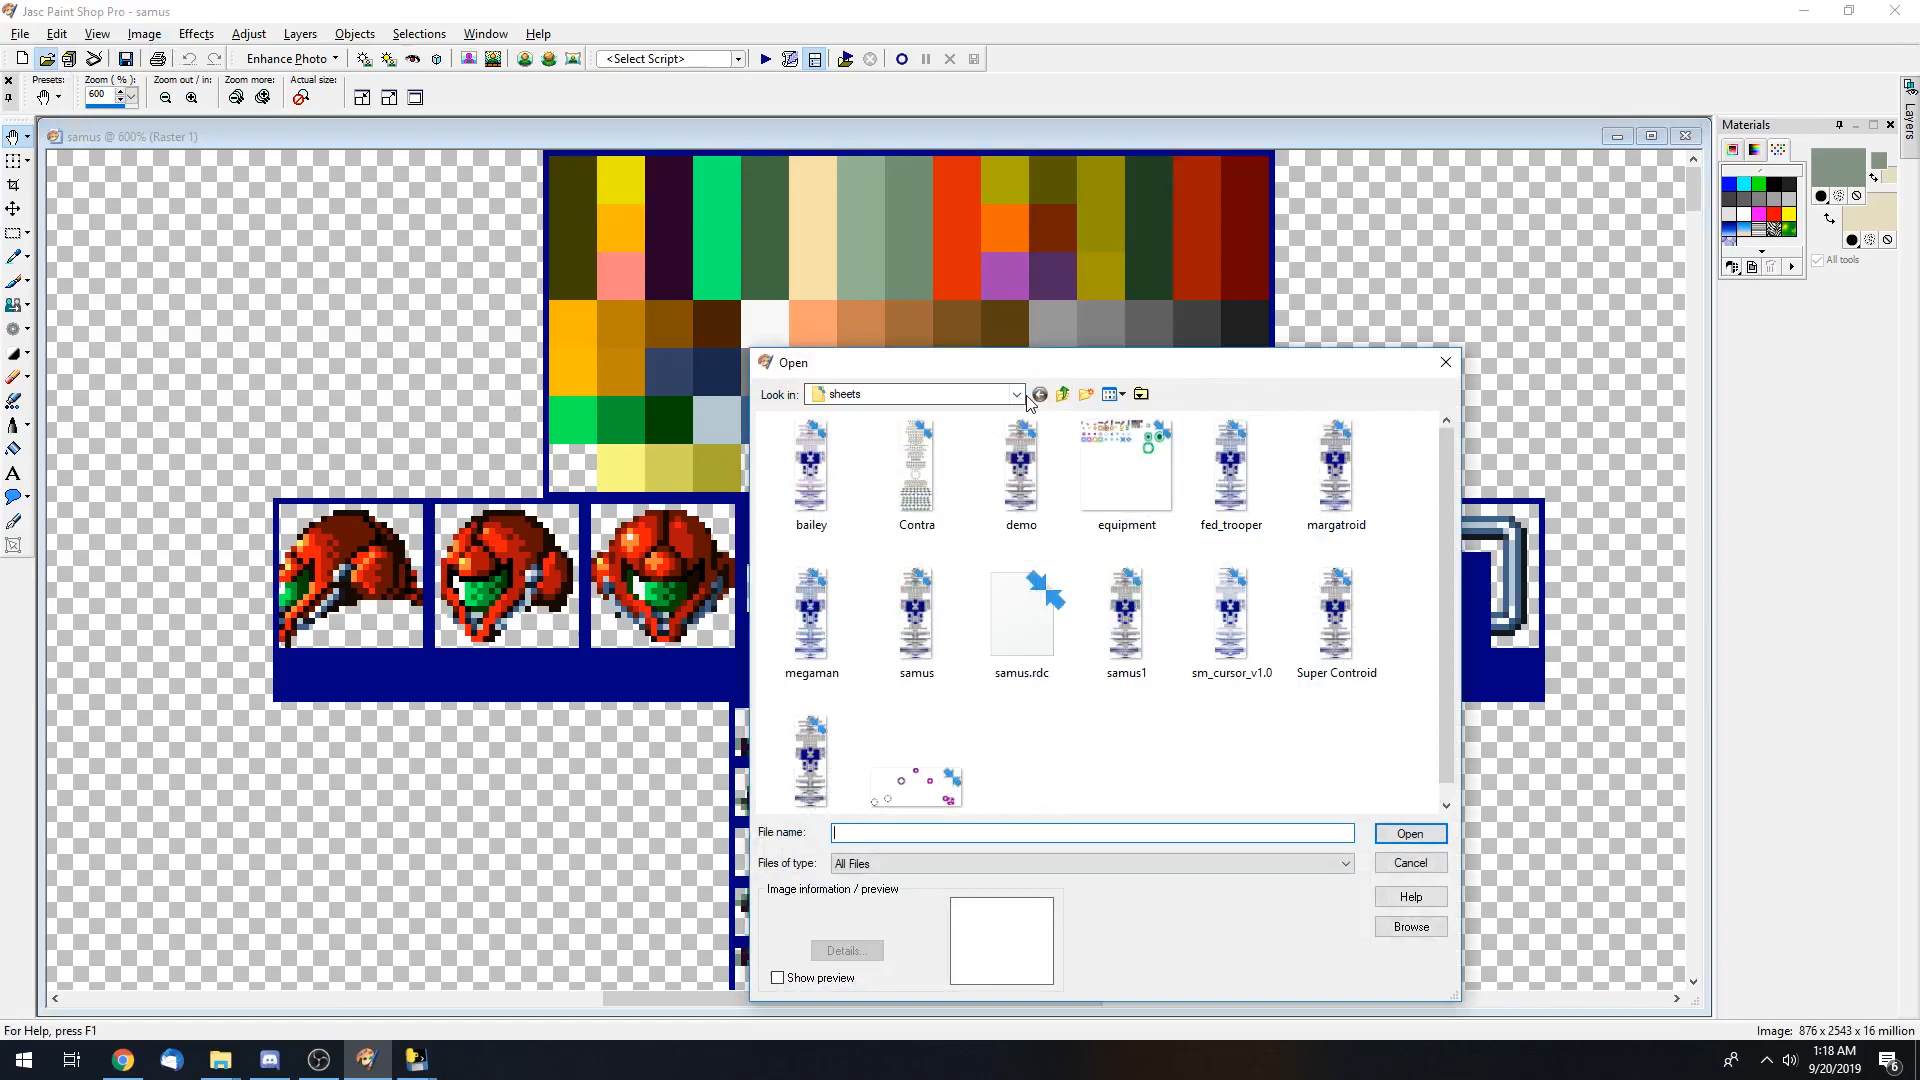 Jasc Paint Shop Pro - samus
File Edit View Image Effects Adjust Layers Objects Selections Window Help
Enhance Photo <Select Script>
Presets: Zoom ( % ): Zoom out / in: Zoom more: Actual size:
600
samus @ 600% (Raster 1)
Materials
Layers
All tools
Open
Look in: sheets
bailey Contra demo equipment fed_trooper margatroid
megaman samus samus.rdc samus1 sm_cursor_v1.0 Super Controid
File name: Open
Files of type: All Files Cancel
Image information / preview
Help
Browse
Details...
Show preview
For Help, press F1
Image: 876 x 2543 x 16 million
1:18 AM
9/20/2019
6